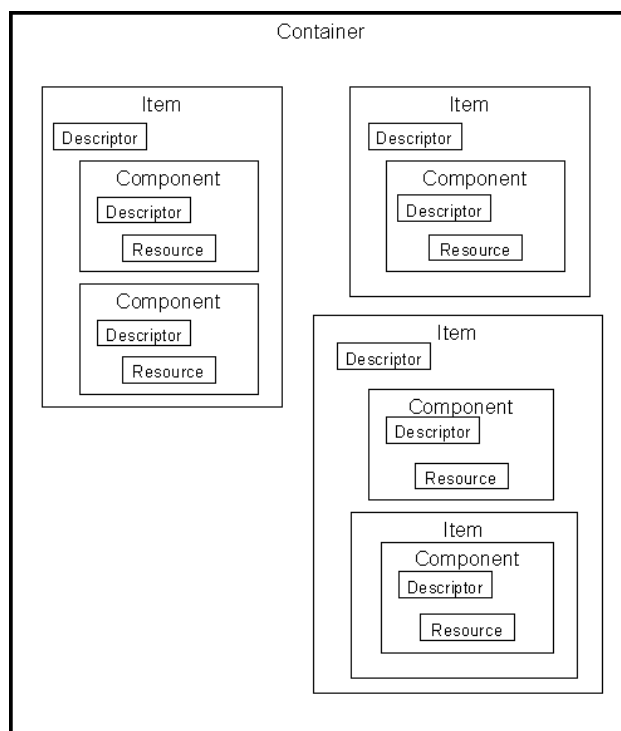 Container
Item
Descriptor
Component
Descriptor
Resource
Component
Descriptor
Resource
Item
Descriptor
Component
Descriptor
Resource
Item
Descriptor
Component
Descriptor
Resource
Item
Component
Descriptor
Resource